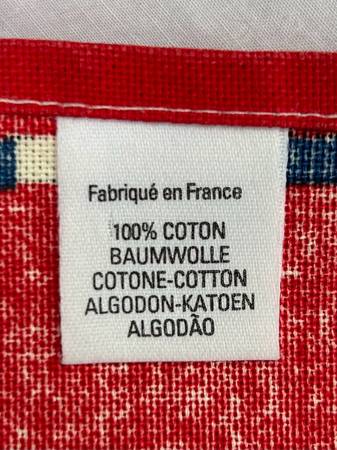 Fabriqué en France
100% COTON
BAUMWOLLE
COTONE-COTTON
ALGODON-KATOEN
ALGODÃO